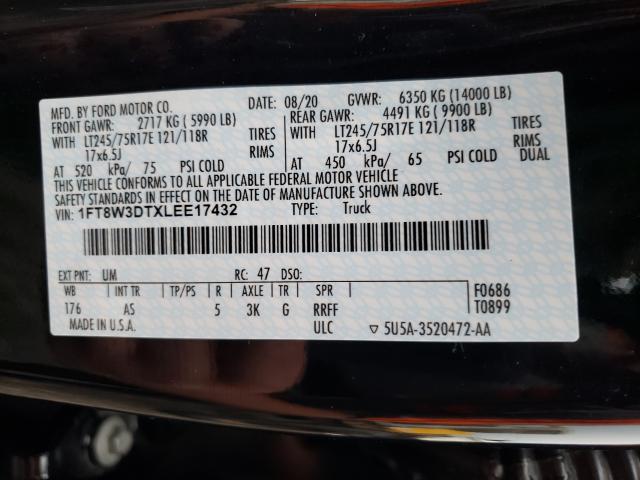 MFD. BY FORD MOTOR CO. DATE: 08/20 GVWR: 6350 KG (14000 LB)
FRONT GAWR: 2717 KG (5990 LB) REAR GAWR: 4491 KG (9900 LB)
WITH LT245/75R17E 121/118R TIRES WITH LT245/75R17E 121/118R TIRES
17x6.5J RIMS 17x6.5J RIMS
AT 520 kPa/ 75 PSI COLD AT 450 kPa/ 65 PSI COLD DUAL
THIS VEHICLE CONFORMS TO ALL APPLICABLE FEDERAL MOTOR VEHICLE
SAFETY STANDARDS IN EFFECT ON THE DATE OF MANUFACTURE SHOWN ABOVE.
VIN: 1FT8W3DTXLEE17432 TYPE: Truck
EXT PNT: UM RC: 47 DSO:
WB INT TR TP/PS R AXLE TR SPR F0686
176 AS 5 3K G RRFF T0899
MADE IN U.S.A. ULC ▽ 5U5A-3520472-AA